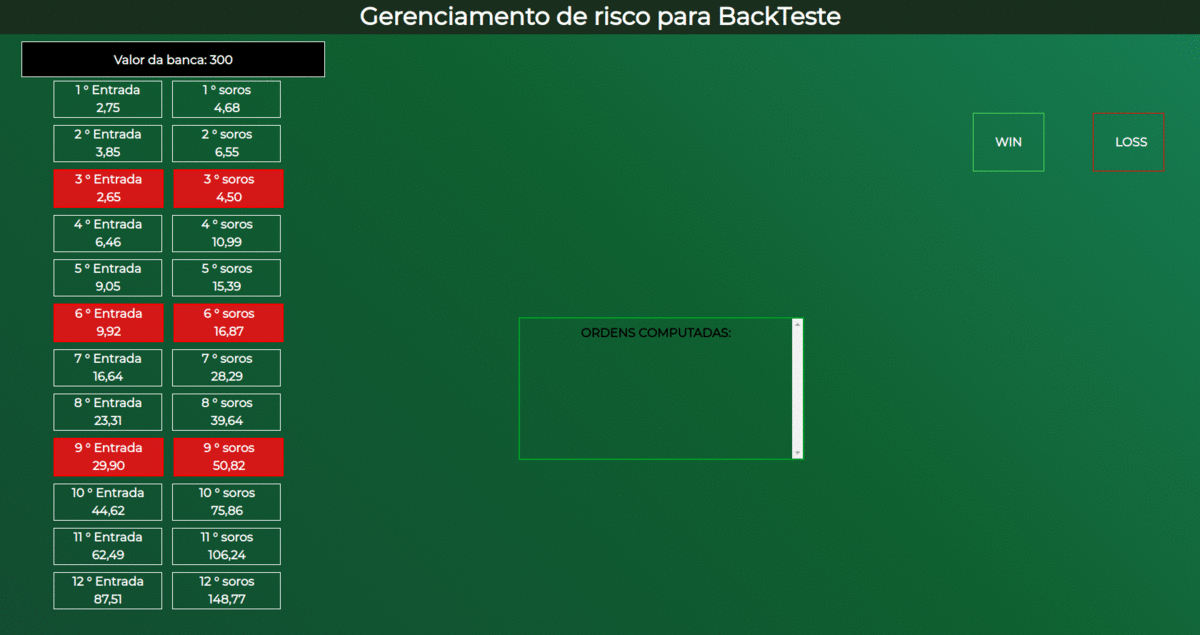 Gerenciamento de risco para BackTeste
Valor da banca: 300
1 º Entrada
2,75
1 º soros
4,68
2 º Entrada
3,85
2 º soros
6,55
3 º Entrada
2,65
3 º soros
4,50
4 º Entrada
6,46
4 º soros
10,99
5 º Entrada
9,05
5 º soros
15,39
6 º Entrada
9,92
6 º soros
16,87
7 º Entrada
16,64
7 º soros
28,29
8 º Entrada
23,31
8 º soros
39,64
9 º Entrada
29,90
9 º soros
50,82
10 º Entrada
44,62
10 º soros
75,86
11 º Entrada
62,49
11 º soros
106,24
12 º Entrada
87,51
12 º soros
148,77
ORDENS COMPUTADAS:
WIN
LOSS